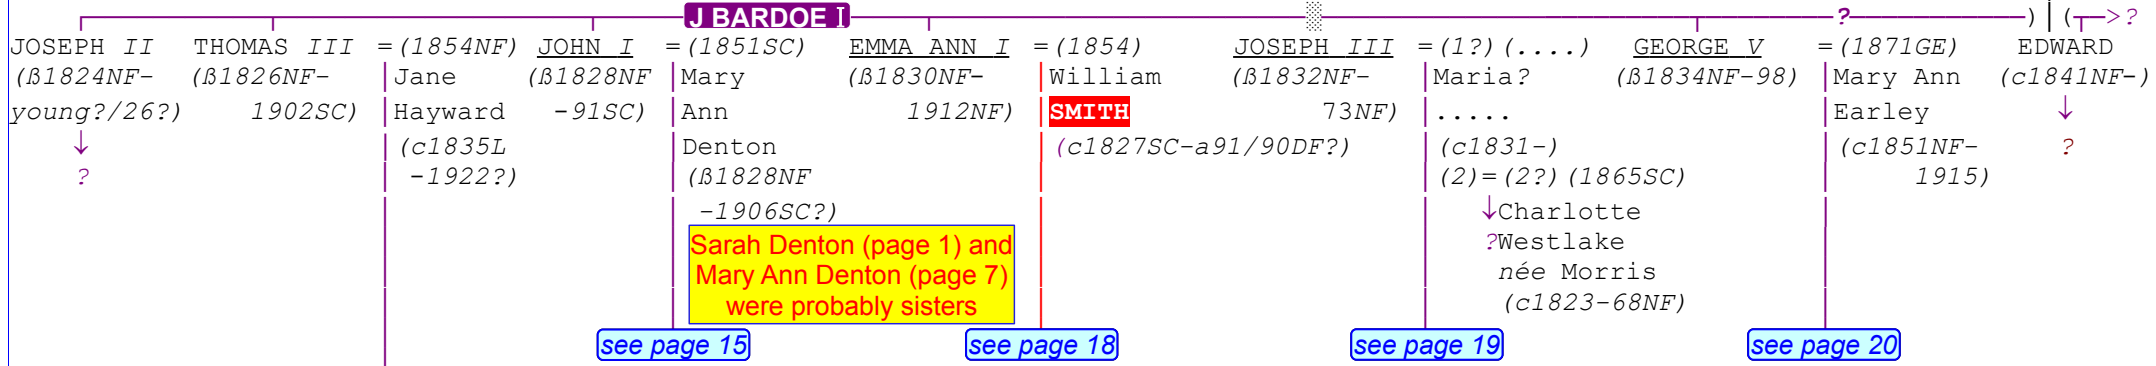 J BARDOE I ? ) ( >?
JOSEPH II THOMAS III =(1854NF) JOHN I =(1851SC) EMMA ANN I =(1854) JOSEPH III =(1?)(....) GEORGE V =(1871GE) EDWARD
(ß1824NF- (ß1826NF- Jane (ß1828NF Mary (ß1830NF- William (ß1832NF- Maria? (ß1834NF-98) Mary Ann (c1841NF-)
young?/26?) 1902SC) Hayward -91SC) Ann 1912NF) SMITH 73NF) ..... Earley ↓
↓ (c1835L Denton (c1827SC-a91/90DF?) (c1831-) (c1851NF- ?
? -1922?) (ß1828NF (2)=(2?)(1865SC) 1915)
-1906SC?) ↓Charlotte
Sarah Denton (page 1) and ?Westlake
Mary Ann Denton (page 7) née Morris
were probably sisters (c1823-68NF)
see page 15 see page 18 see page 19 see page 20